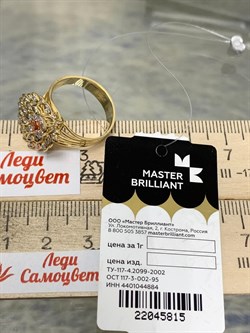 Леди
Самоцвет
Леди
Самоцвет
MASTER
BRILLIANT
ООО «Мастер Бриллиант»
Ул. Локомотивная, 2, г. Кострома, Россия
8 800 505 3857 masterbrilliant.com
цена за 1г
цена изд.
ТУ-117-4.2099-2002
ОСТ 117-3-002-95
ИНН 4401044884
22045815